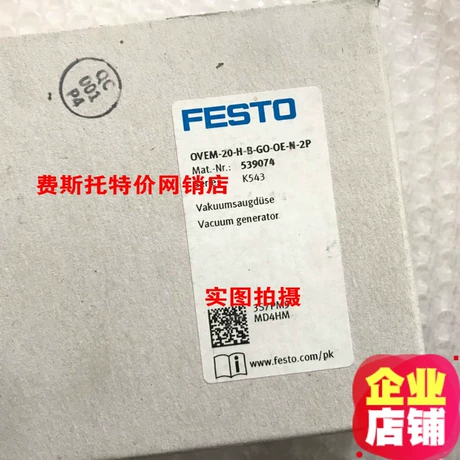 QC
001
P4
FESTO
OVEM-20-H-B-GO-OE-N-2P
Mat.-Nr.: 539074
K543
费斯托特价网销店
Vakuumsaugdüse
Vacuum generator
实图拍摄
MD4HM
www.festo.com/pk
企业
店铺